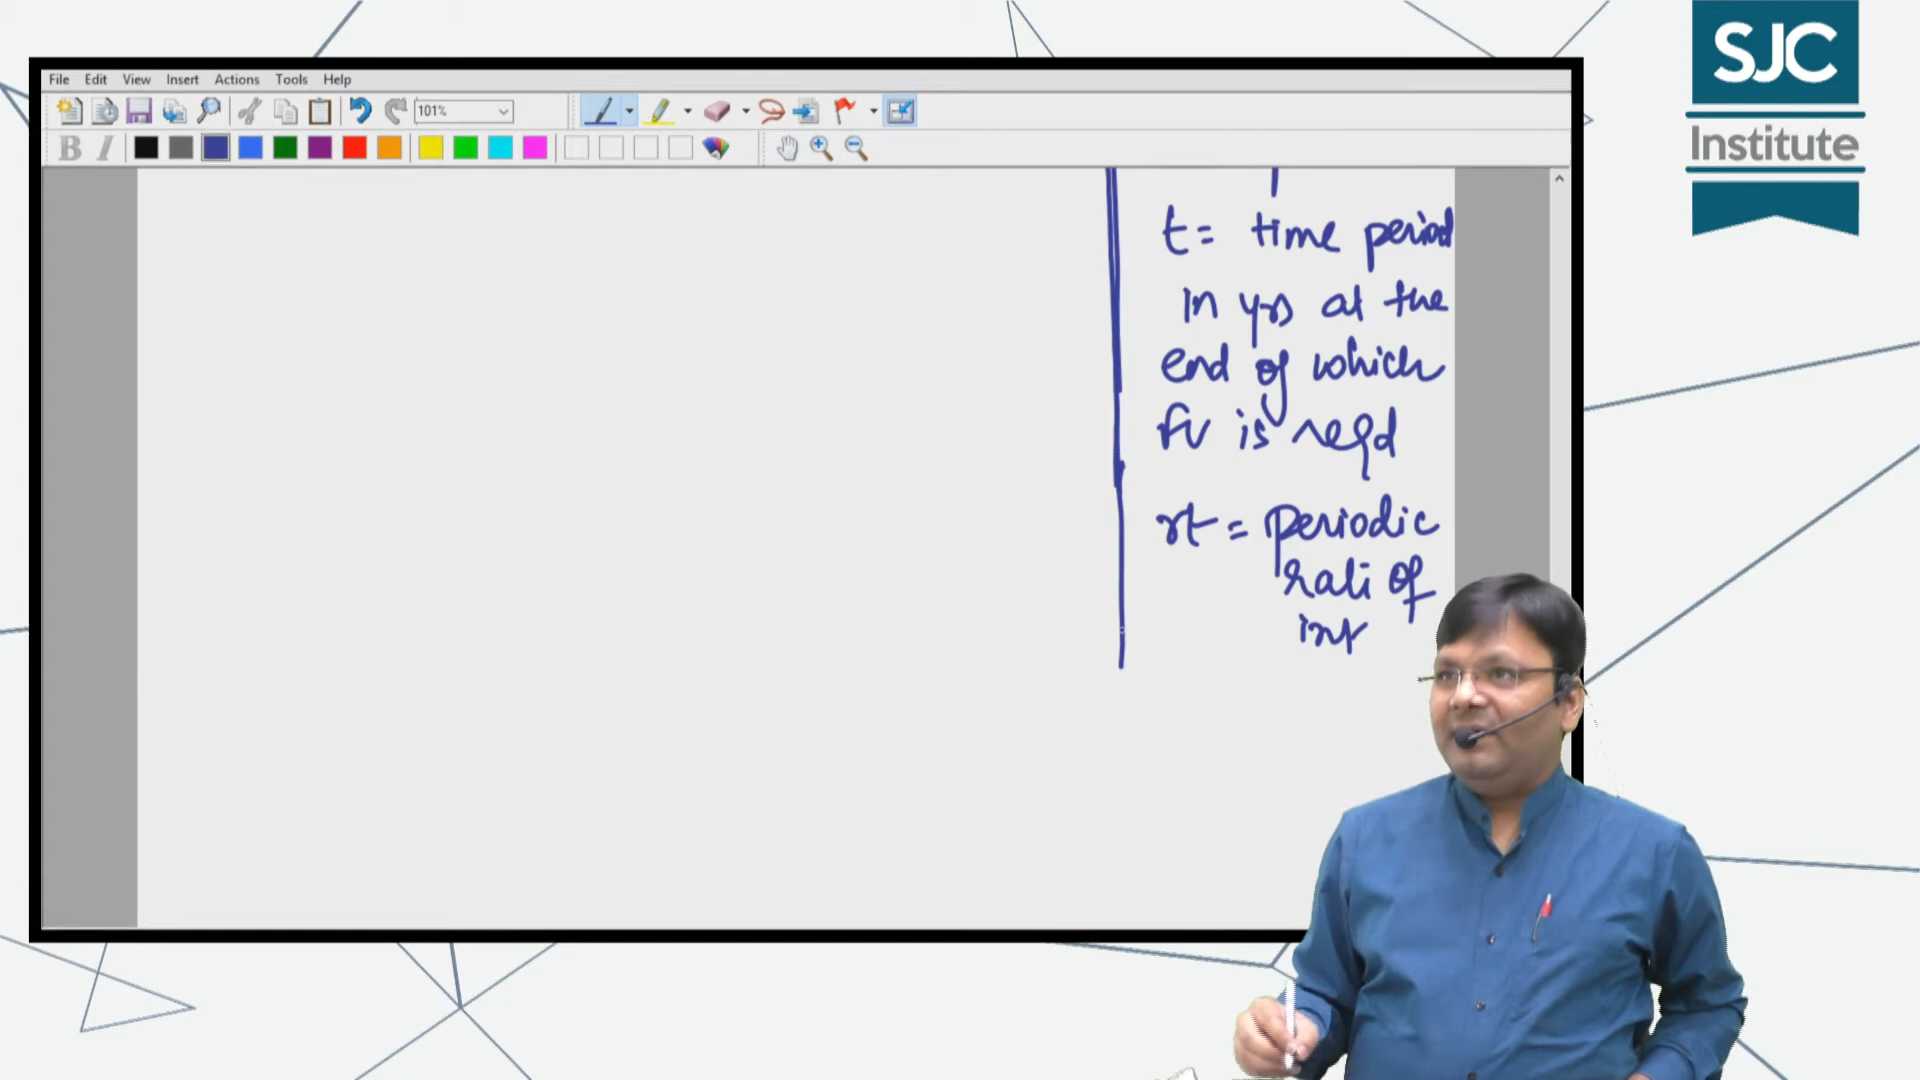 SJC
Institute
File Edit View Insert Actions Tools Help
101%
B I
t = time period
in yrs at the
end of which
FV is reqd
rt = periodic
rate of
int